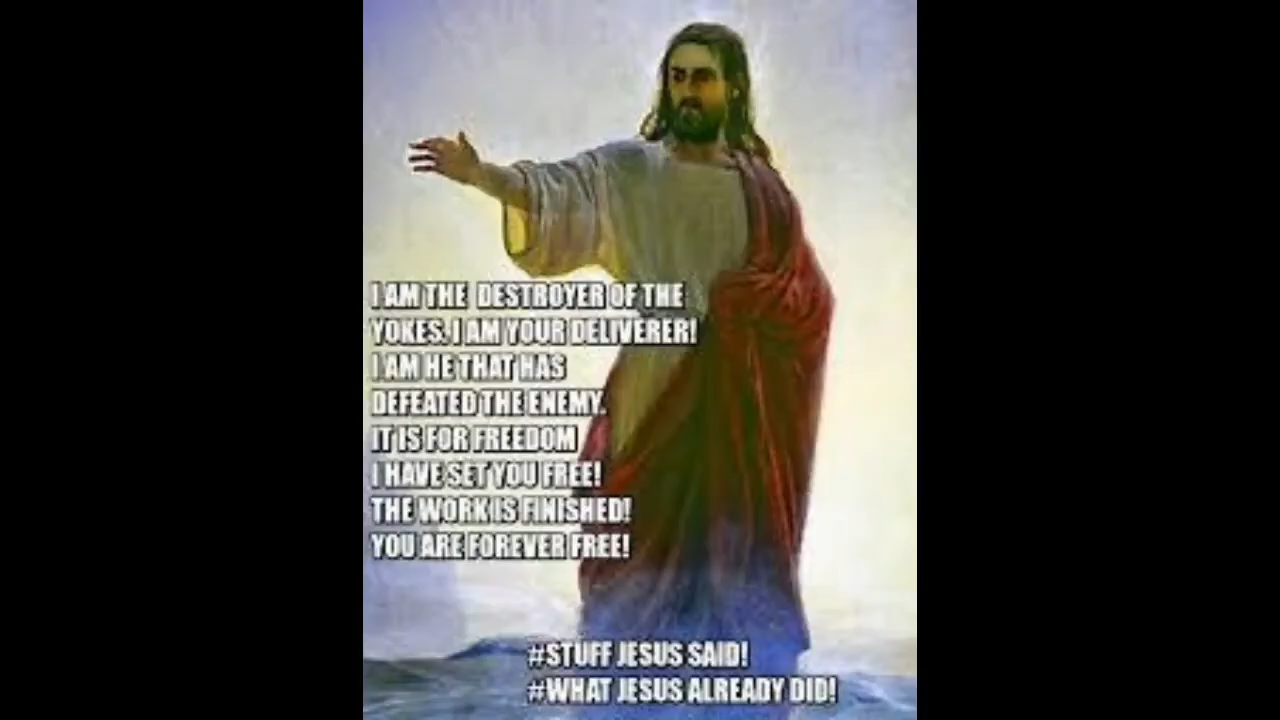 I AM THE DESTROYER OF THE
YOKES. I AM YOUR DELIVERER!
I AM HE THAT HAS
DEFEATED THE ENEMY.
IT IS FOR FREEDOM
I HAVE SET YOU FREE!
THE WORK IS FINISHED!
YOU ARE FOREVER FREE!
#STUFF JESUS SAID!
#WHAT JESUS ALREADY DID!